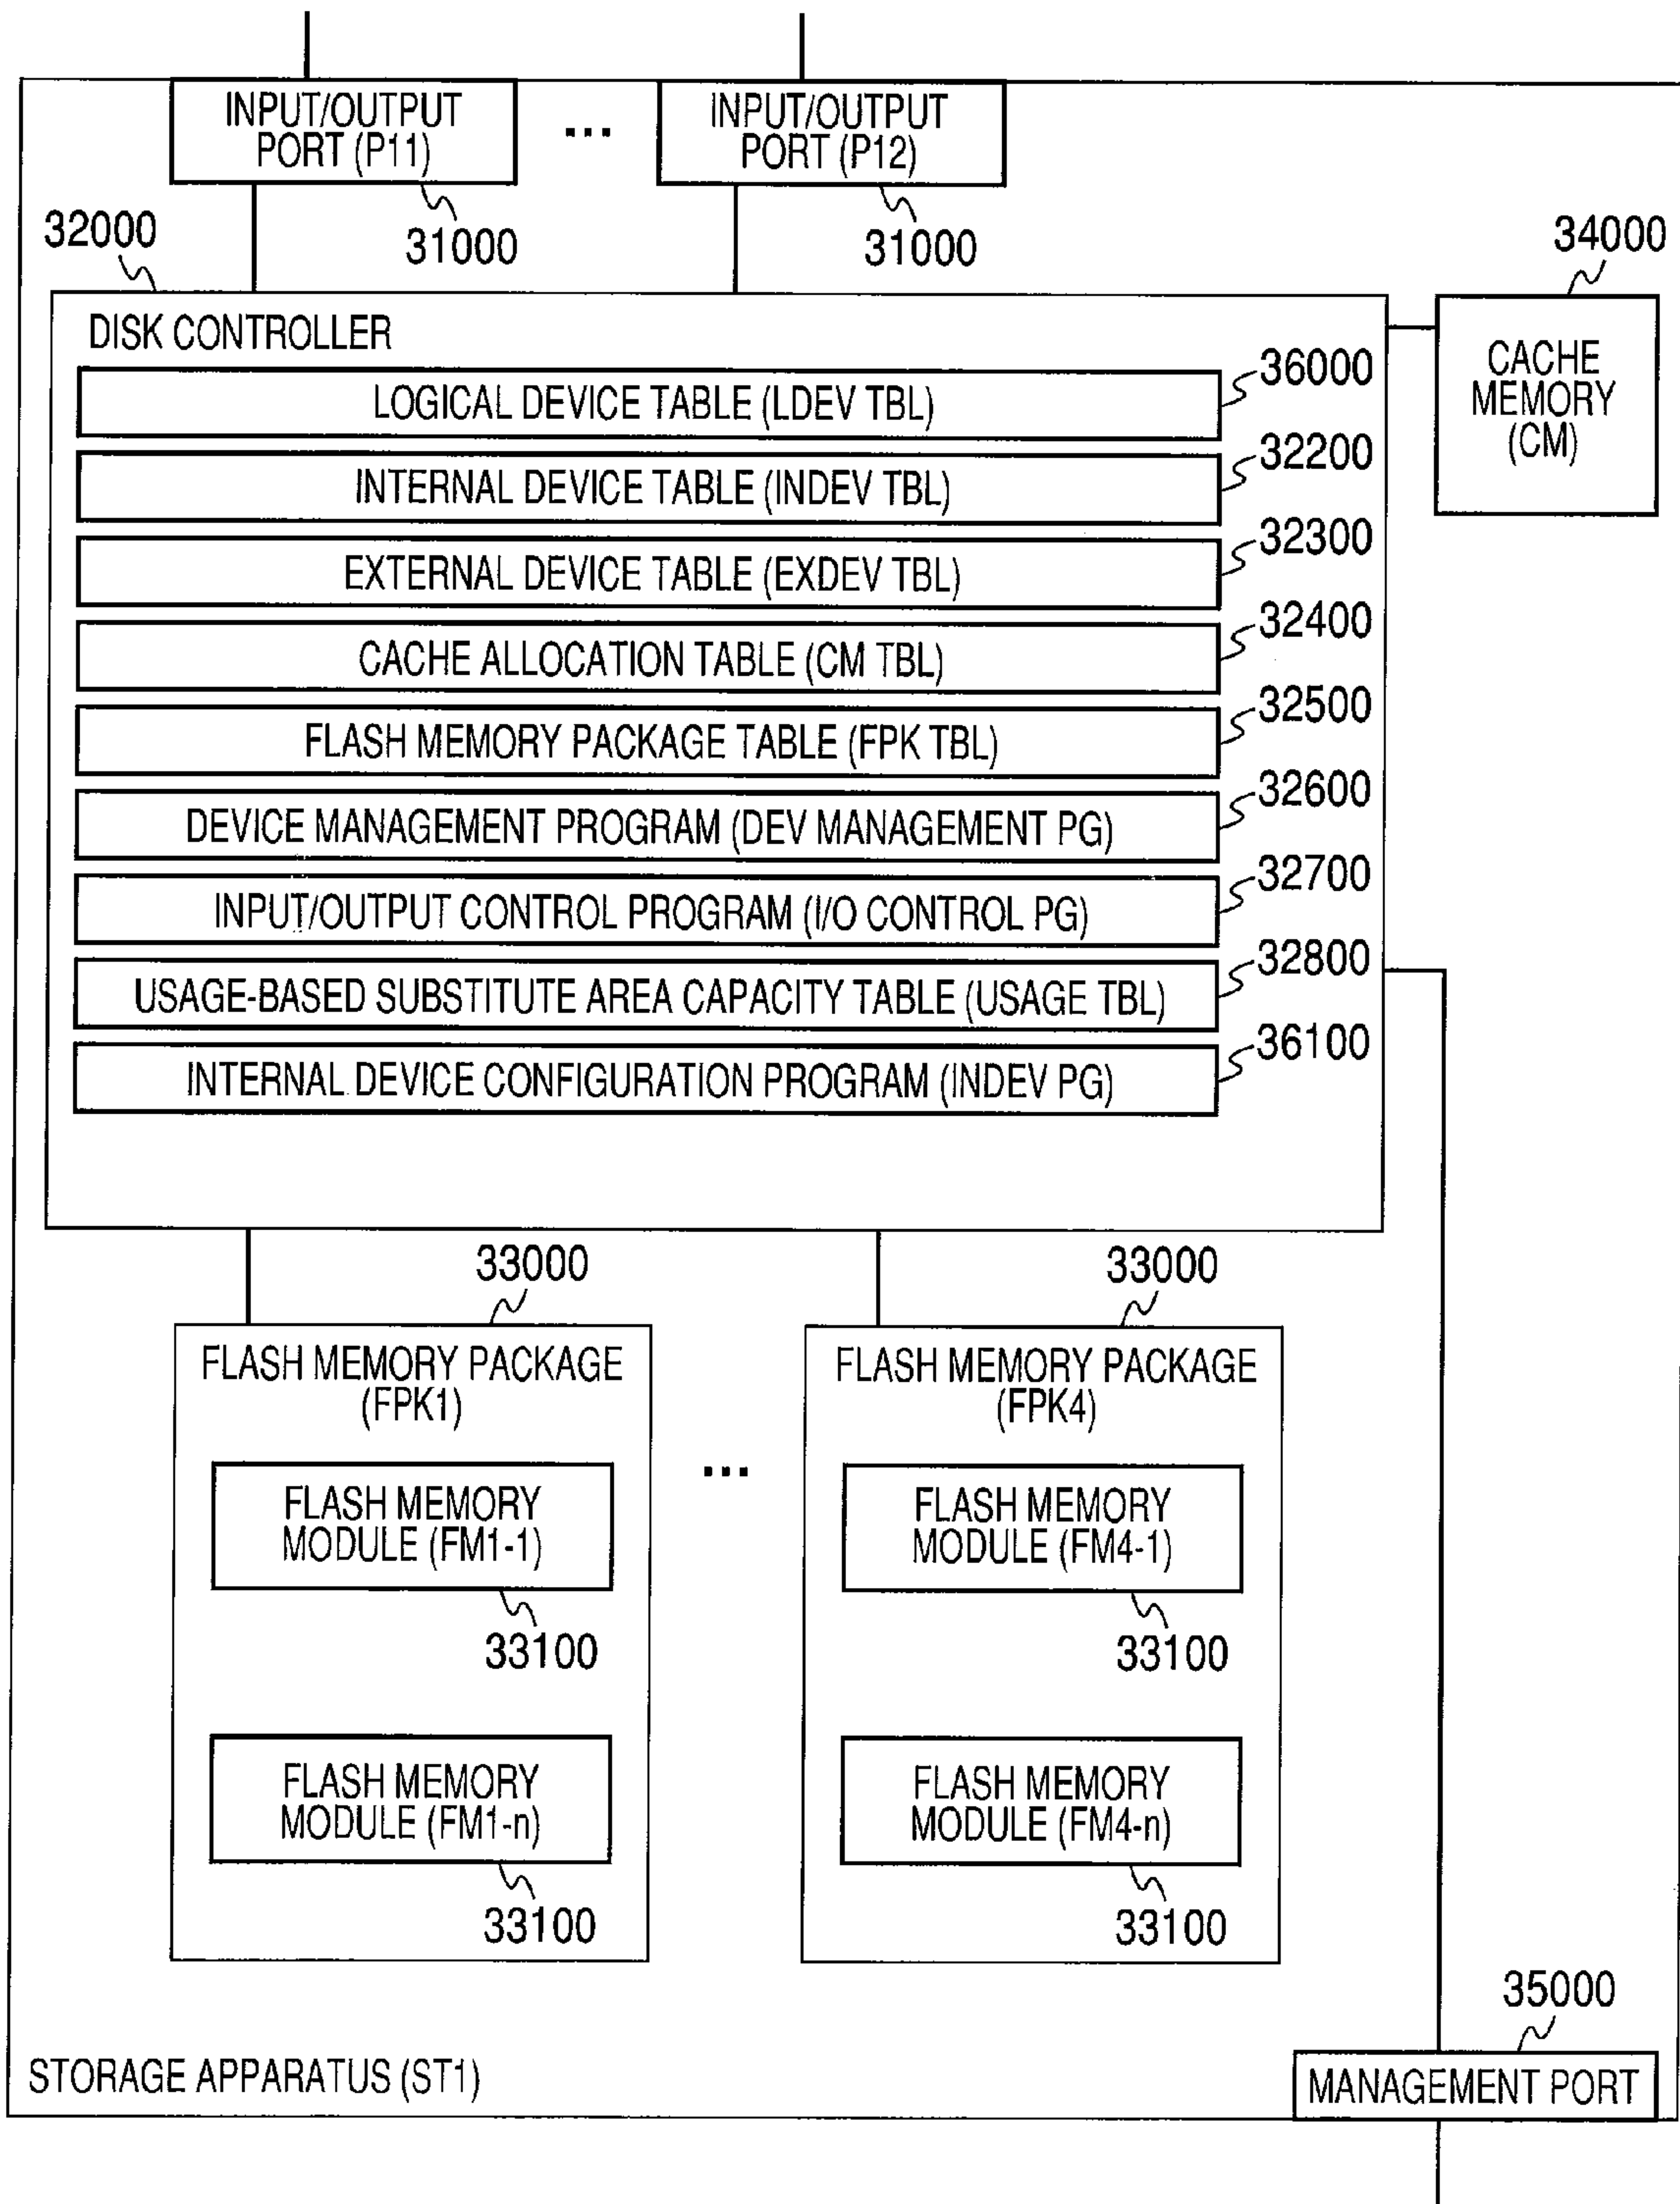 INPUT/OUTPUT
PORT (P11)
...
INPUT/OUTPUT
PORT (P12)
31000
31000
32000
34000
DISK CONTROLLER
CACHE
MEMORY
(CM)
LOGICAL DEVICE TABLE (LDEV TBL)
36000
INTERNAL DEVICE TABLE (INDEV TBL)
32200
EXTERNAL DEVICE TABLE (EXDEV TBL)
32300
CACHE ALLOCATION TABLE (CM TBL)
32400
FLASH MEMORY PACKAGE TABLE (FPK TBL)
32500
DEVICE MANAGEMENT PROGRAM (DEV MANAGEMENT PG)
32600
INPUT/OUTPUT CONTROL PROGRAM (I/O CONTROL PG)
32700
USAGE-BASED SUBSTITUTE AREA CAPACITY TABLE (USAGE TBL)
32800
INTERNAL DEVICE CONFIGURATION PROGRAM (INDEV PG)
36100
33000
FLASH MEMORY PACKAGE
(FPK1)
FLASH MEMORY
MODULE (FM1-1)
33100
FLASH MEMORY
MODULE (FM1-n)
33100
...
33000
FLASH MEMORY PACKAGE
(FPK4)
FLASH MEMORY
MODULE (FM4-1)
33100
FLASH MEMORY
MODULE (FM4-n)
33100
35000
STORAGE APPARATUS (ST1)
MANAGEMENT PORT